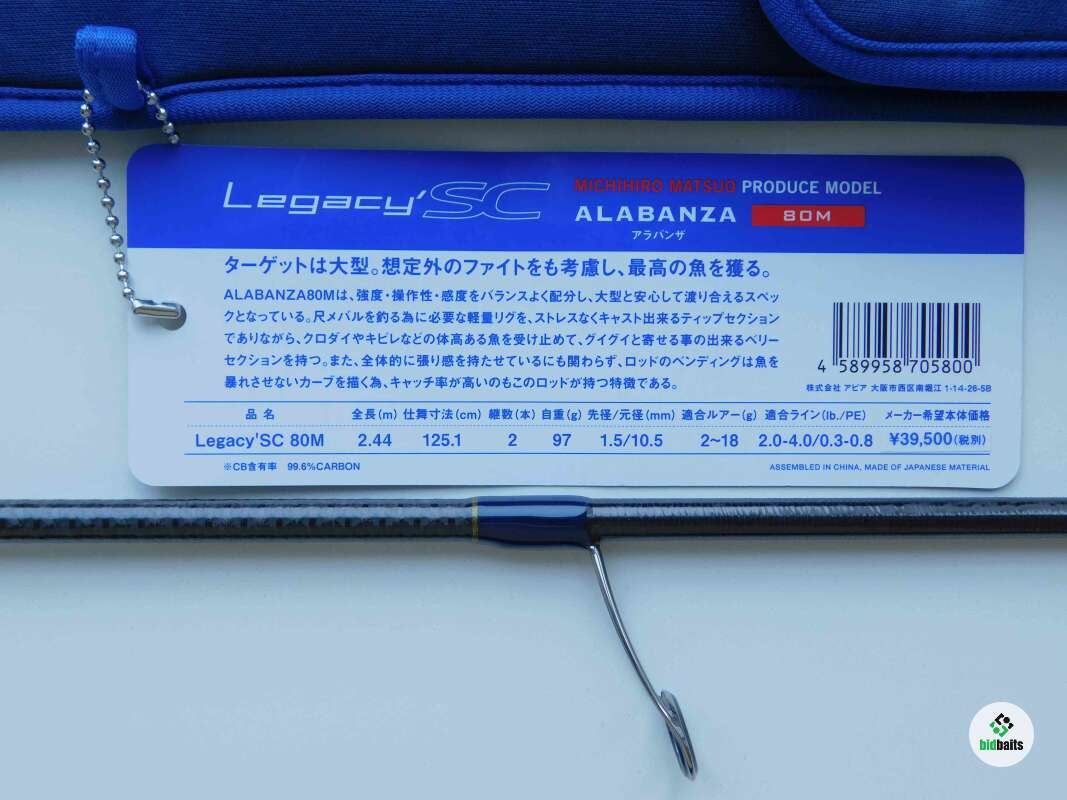 Legacy'SC
MICHIHIRO MATSUO PRODUCE MODEL
ALABANZA 80M
アラバンザ
ターゲットは大型。想定外のファイトをも考慮し、最高の魚を獲る。
ALABANZA80Mは、強度・操作性・感度をバランスよく配分し、大型と安心して渡り合えるスペッ
クとなっている。尺メバルを釣る為に必要な軽量リグを、ストレスなくキャスト出来るティップセクション
でありながら、クロダイやキビレなどの体高ある魚を受け止めて、グイグイと寄せる事の出来るベリー
セクションを持つ。また、全体的に張り感を持たせているにも関わらず、ロッドのベンディングは魚を
暴れさせないカーブを描く為、キャッチ率が高いのもこのロッドが持つ特徴である。
4 589958 705800
株式会社 アピア 大阪市西区南堀江 1-14-26-5B
品 名 全長(m) 仕舞寸法(cm) 継数(本) 自重(g) 先径/元径(mm) 適合ルアー(g) 適合ライン(lb./PE) メーカー希望本体価格
Legacy'SC 80M 2.44 125.1 2 97 1.5/10.5 2~18 2.0-4.0/0.3-0.8 ¥39,500(税別)
※CB含有率 99.6%CARBON
ASSEMBLED IN CHINA, MADE OF JAPANESE MATERIAL
bidbaits